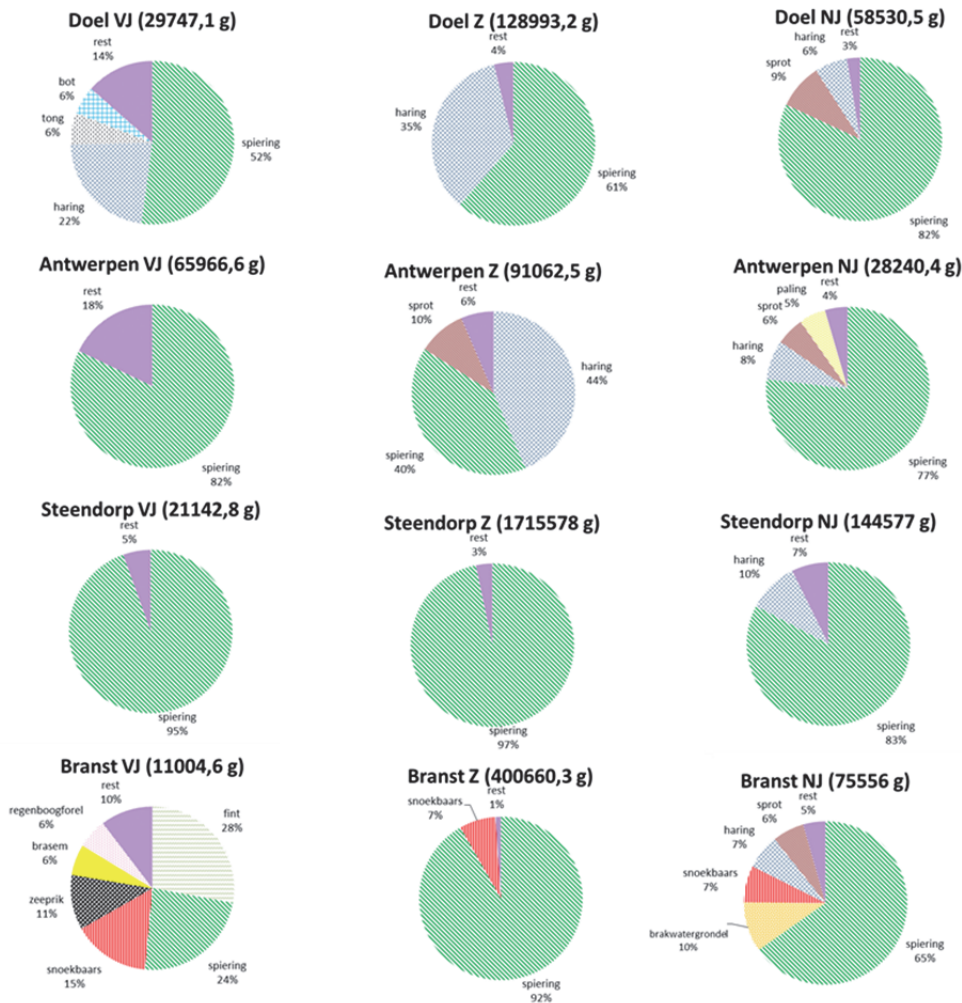 Doel VJ (29747,1 g)
rest
14%
bot
6%
tong
6%
haring
22%
spiering
52%
Doel Z (128993,2 g)
rest
4%
haring
35%
spiering
61%
Doel NJ (58530,5 g)
haring
6%
rest
3%
sprot
9%
spiering
82%
Antwerpen VJ (65966,6 g)
rest
18%
spiering
82%
Antwerpen Z (91062,5 g)
rest
6%
sprot
10%
haring
44%
spiering
40%
Antwerpen NJ (28240,4 g)
paling
5%
rest
4%
sprot
6%
haring
8%
spiering
77%
Steendorp VJ (21142,8 g)
rest
5%
spiering
95%
Steendorp Z (1715578 g)
rest
3%
spiering
97%
Steendorp NJ (144577 g)
rest
7%
haring
10%
spiering
83%
Branst VJ (11004,6 g)
rest
10%
regenboogforel
6%
brasem
6%
zeeprik
11%
snoekbaars
15%
fint
28%
spiering
24%
Branst Z (400660,3 g)
rest
1%
snoekbaars
7%
spiering
92%
Branst NJ (75556 g)
rest
5%
sprot
6%
haring
7%
snoekbaars
7%
brakwatergrondel
10%
spiering
65%